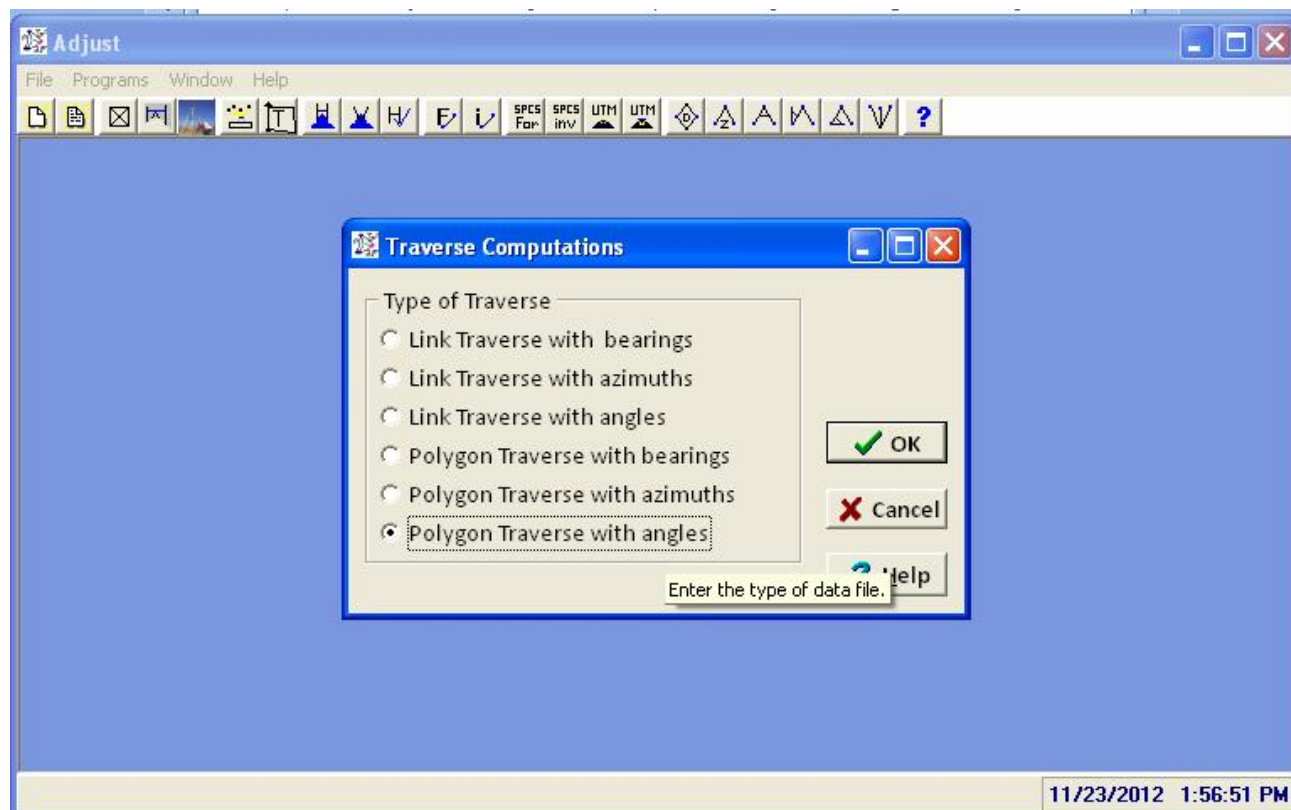 Adjust
File Programs Window Help
SPCS For SPCS inv UTM UTM ?
Traverse Computations
Type of Traverse
Link Traverse with bearings
Link Traverse with azimuths
Link Traverse with angles
Polygon Traverse with bearings
Polygon Traverse with azimuths
Polygon Traverse with angles
OK
Cancel
Help
Enter the type of data file.
11/23/2012 1:56:51 PM